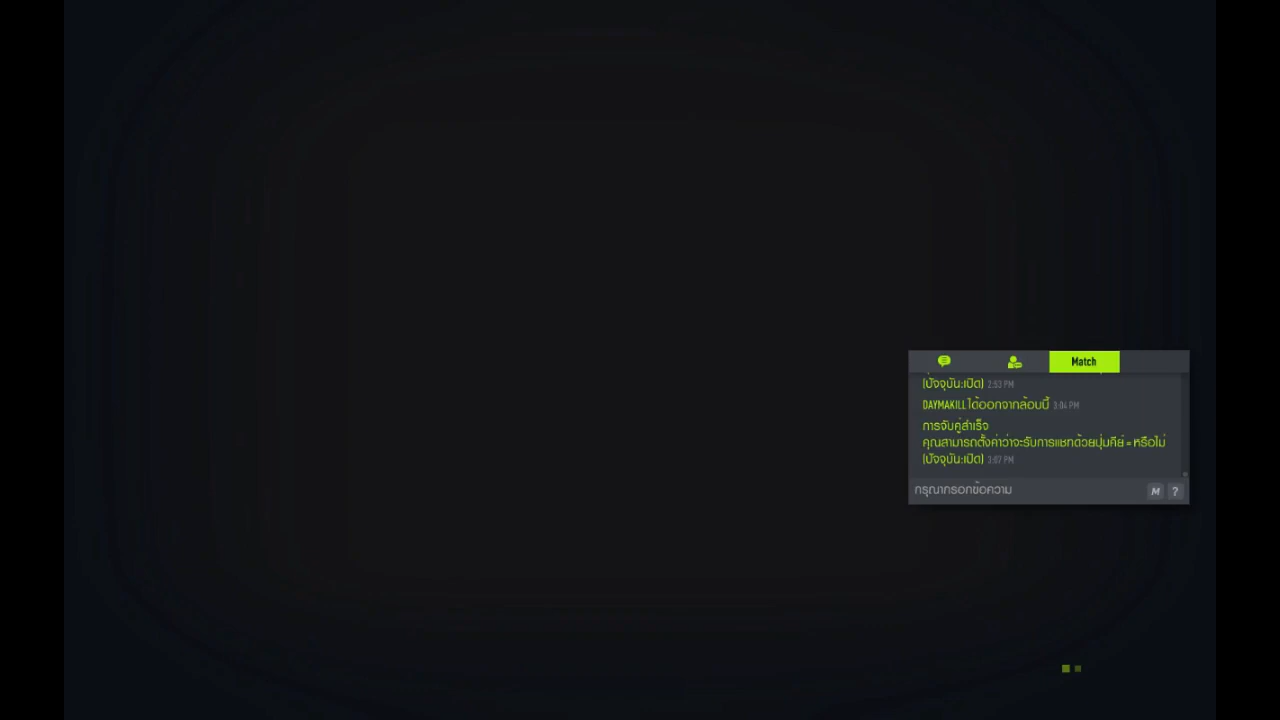 Match
(ปัจจุบัน:เปิด) 2:53 PM
DAYMAKILL ได้ออกจากล้อบบี้ 3:04 PM
การจับคู่สำเร็จ
คุณสามารถตั้งค่าว่าจะรับการแชทด้วยปุ่มคีย์ = หรือไม่
(ปัจจุบัน:เปิด) 3:07 PM
กรุณากรอกข้อความ M ?